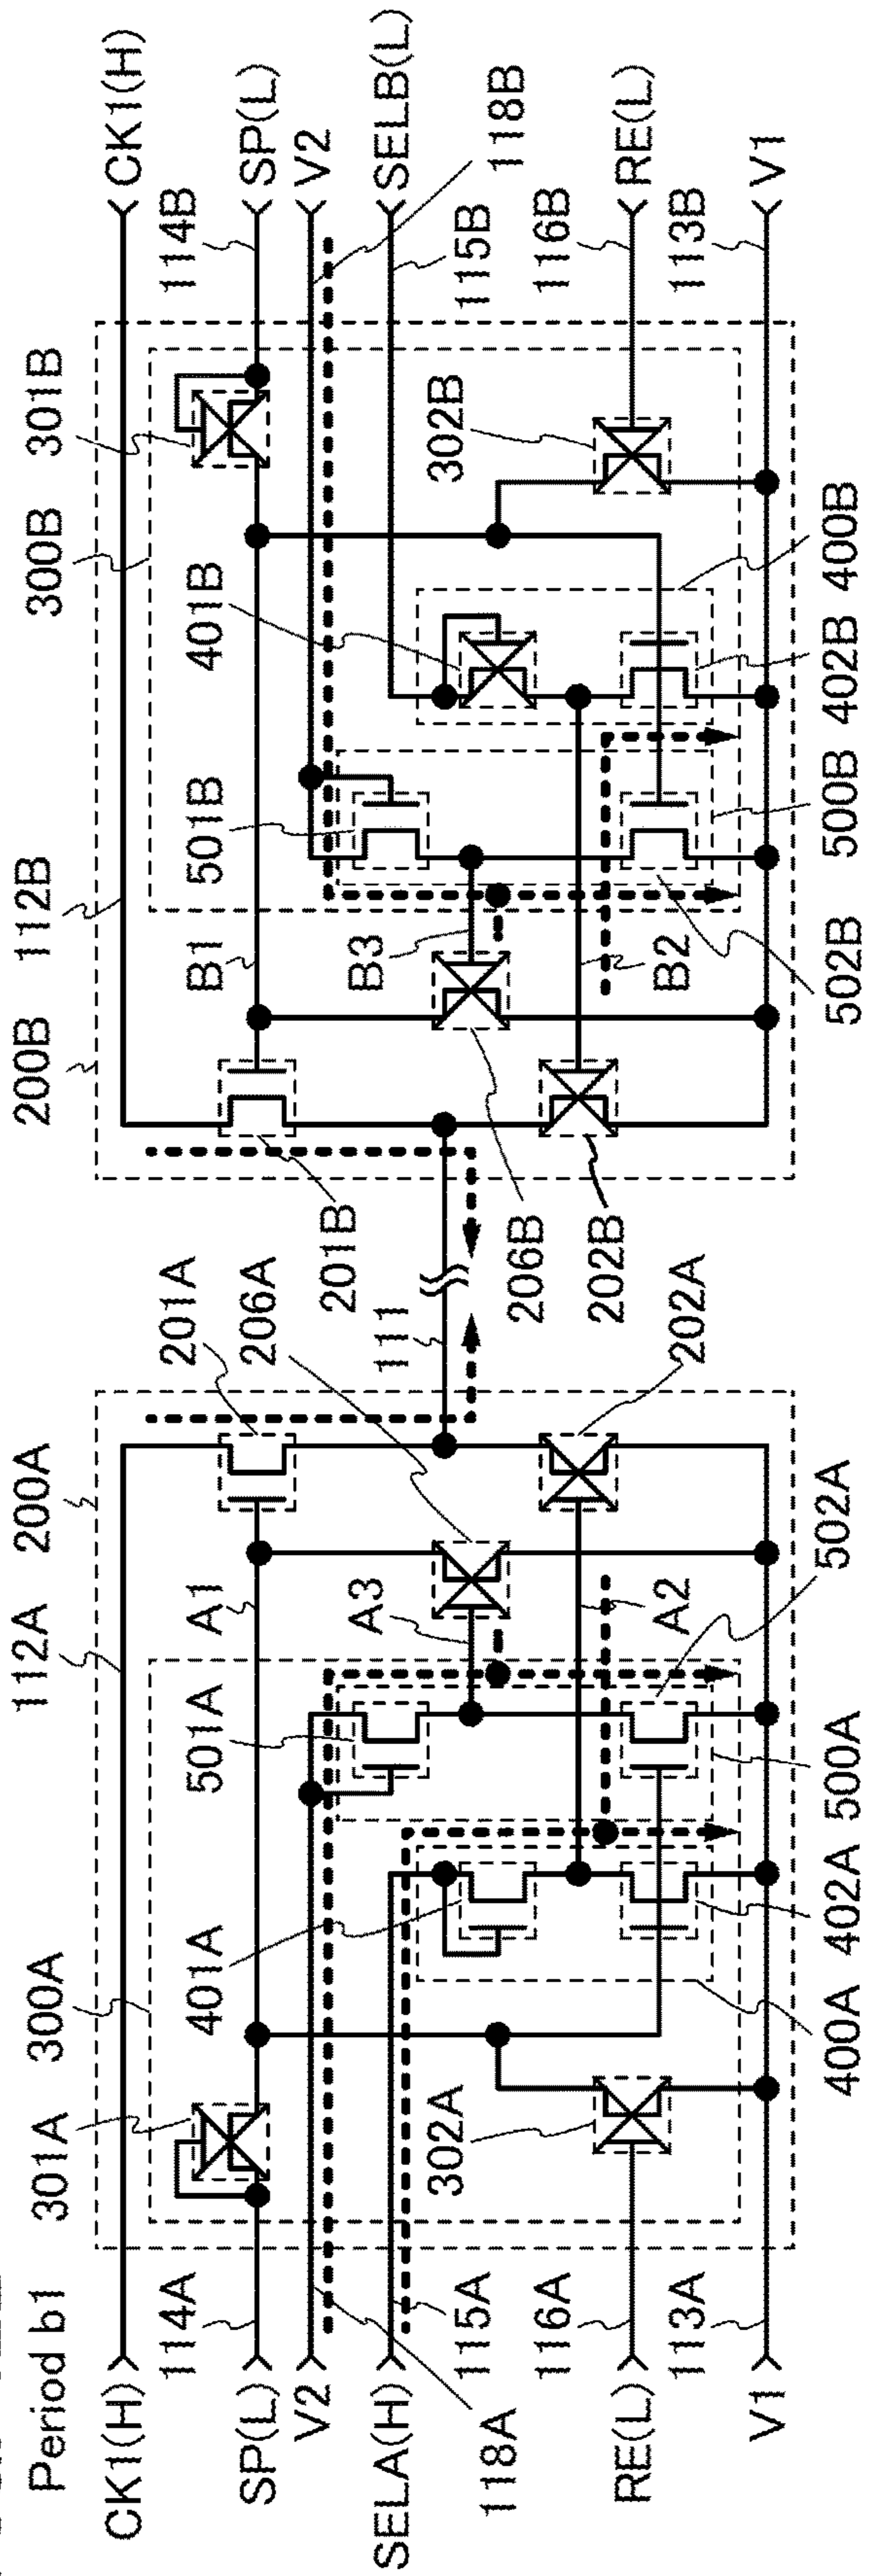 Period b1
301A
300A
112A
200A
201A
206A
111
200B
112B
300B
301B
CK1(H)
CK1(H)
SP(L)
114A
A1
B1
114B
SP(L)
V2
V2
118A
118B
401A
501A
A3
B3
501B
401B
SELA(H)
115A
115B
SELB(L)
201B
206B
302A
302B
202B
202A
RE(L)
116A
A2
B2
116B
RE(L)
V1
113A
113B
V1
400A
402A
500A
502A
502B
500B
402B
400B